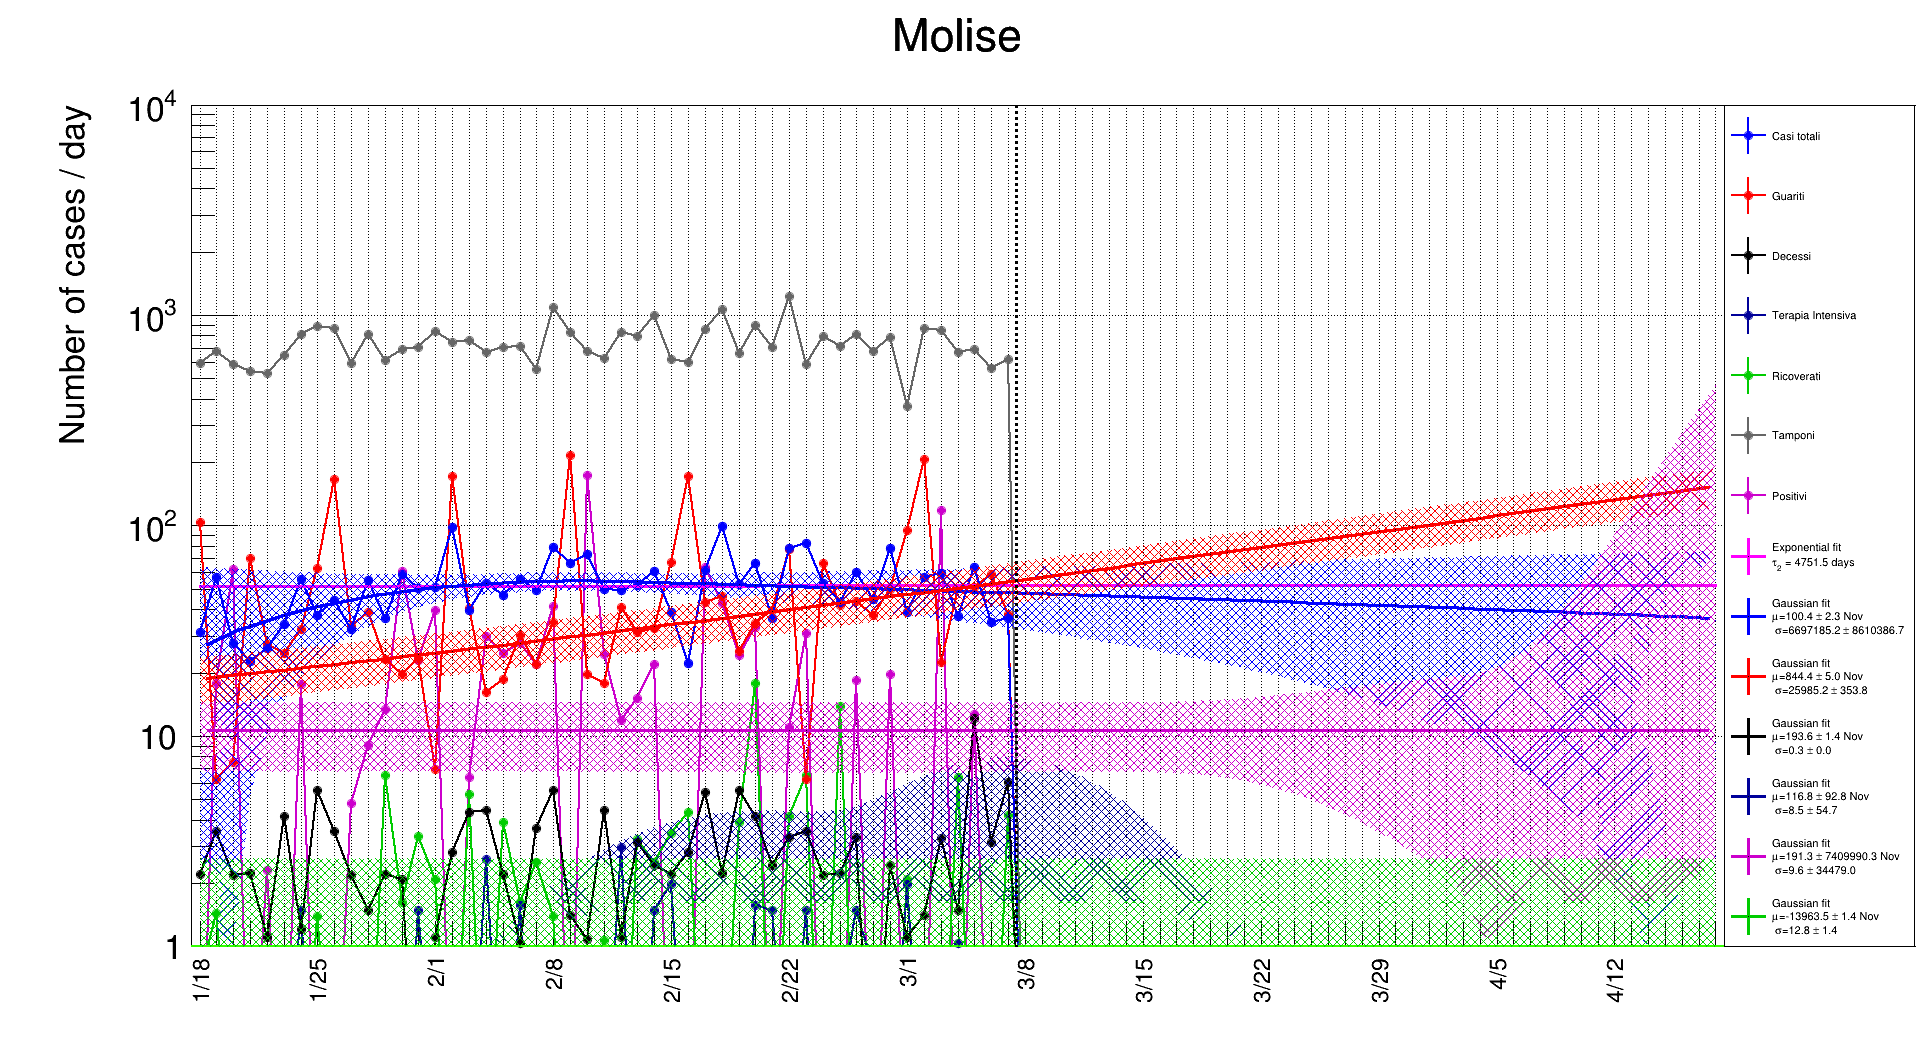 Molise
Number of cases / day
10^4
10^3
10^2
10
1
1/18
1/25
2/1
2/8
2/15
2/22
3/1
3/8
3/15
3/22
3/29
4/5
4/12
Casi totali
Guariti
Decessi
Terapia Intensiva
Ricoverati
Tamponi
Positivi
Exponential fit
τ_2 = 4751.5 days
Gaussian fit
μ=100.4 ± 2.3 Nov
σ=6697185.2 ± 8610386.7
Gaussian fit
μ=844.4 ± 5.0 Nov
σ=25985.2 ± 353.8
Gaussian fit
μ=193.6 ± 1.4 Nov
σ=0.3 ± 0.0
Gaussian fit
μ=116.8 ± 92.8 Nov
σ=8.5 ± 54.7
Gaussian fit
μ=191.3 ± 7409990.3 Nov
σ=9.6 ± 34479.0
Gaussian fit
μ=-13963.5 ± 1.4 Nov
σ=12.8 ± 1.4